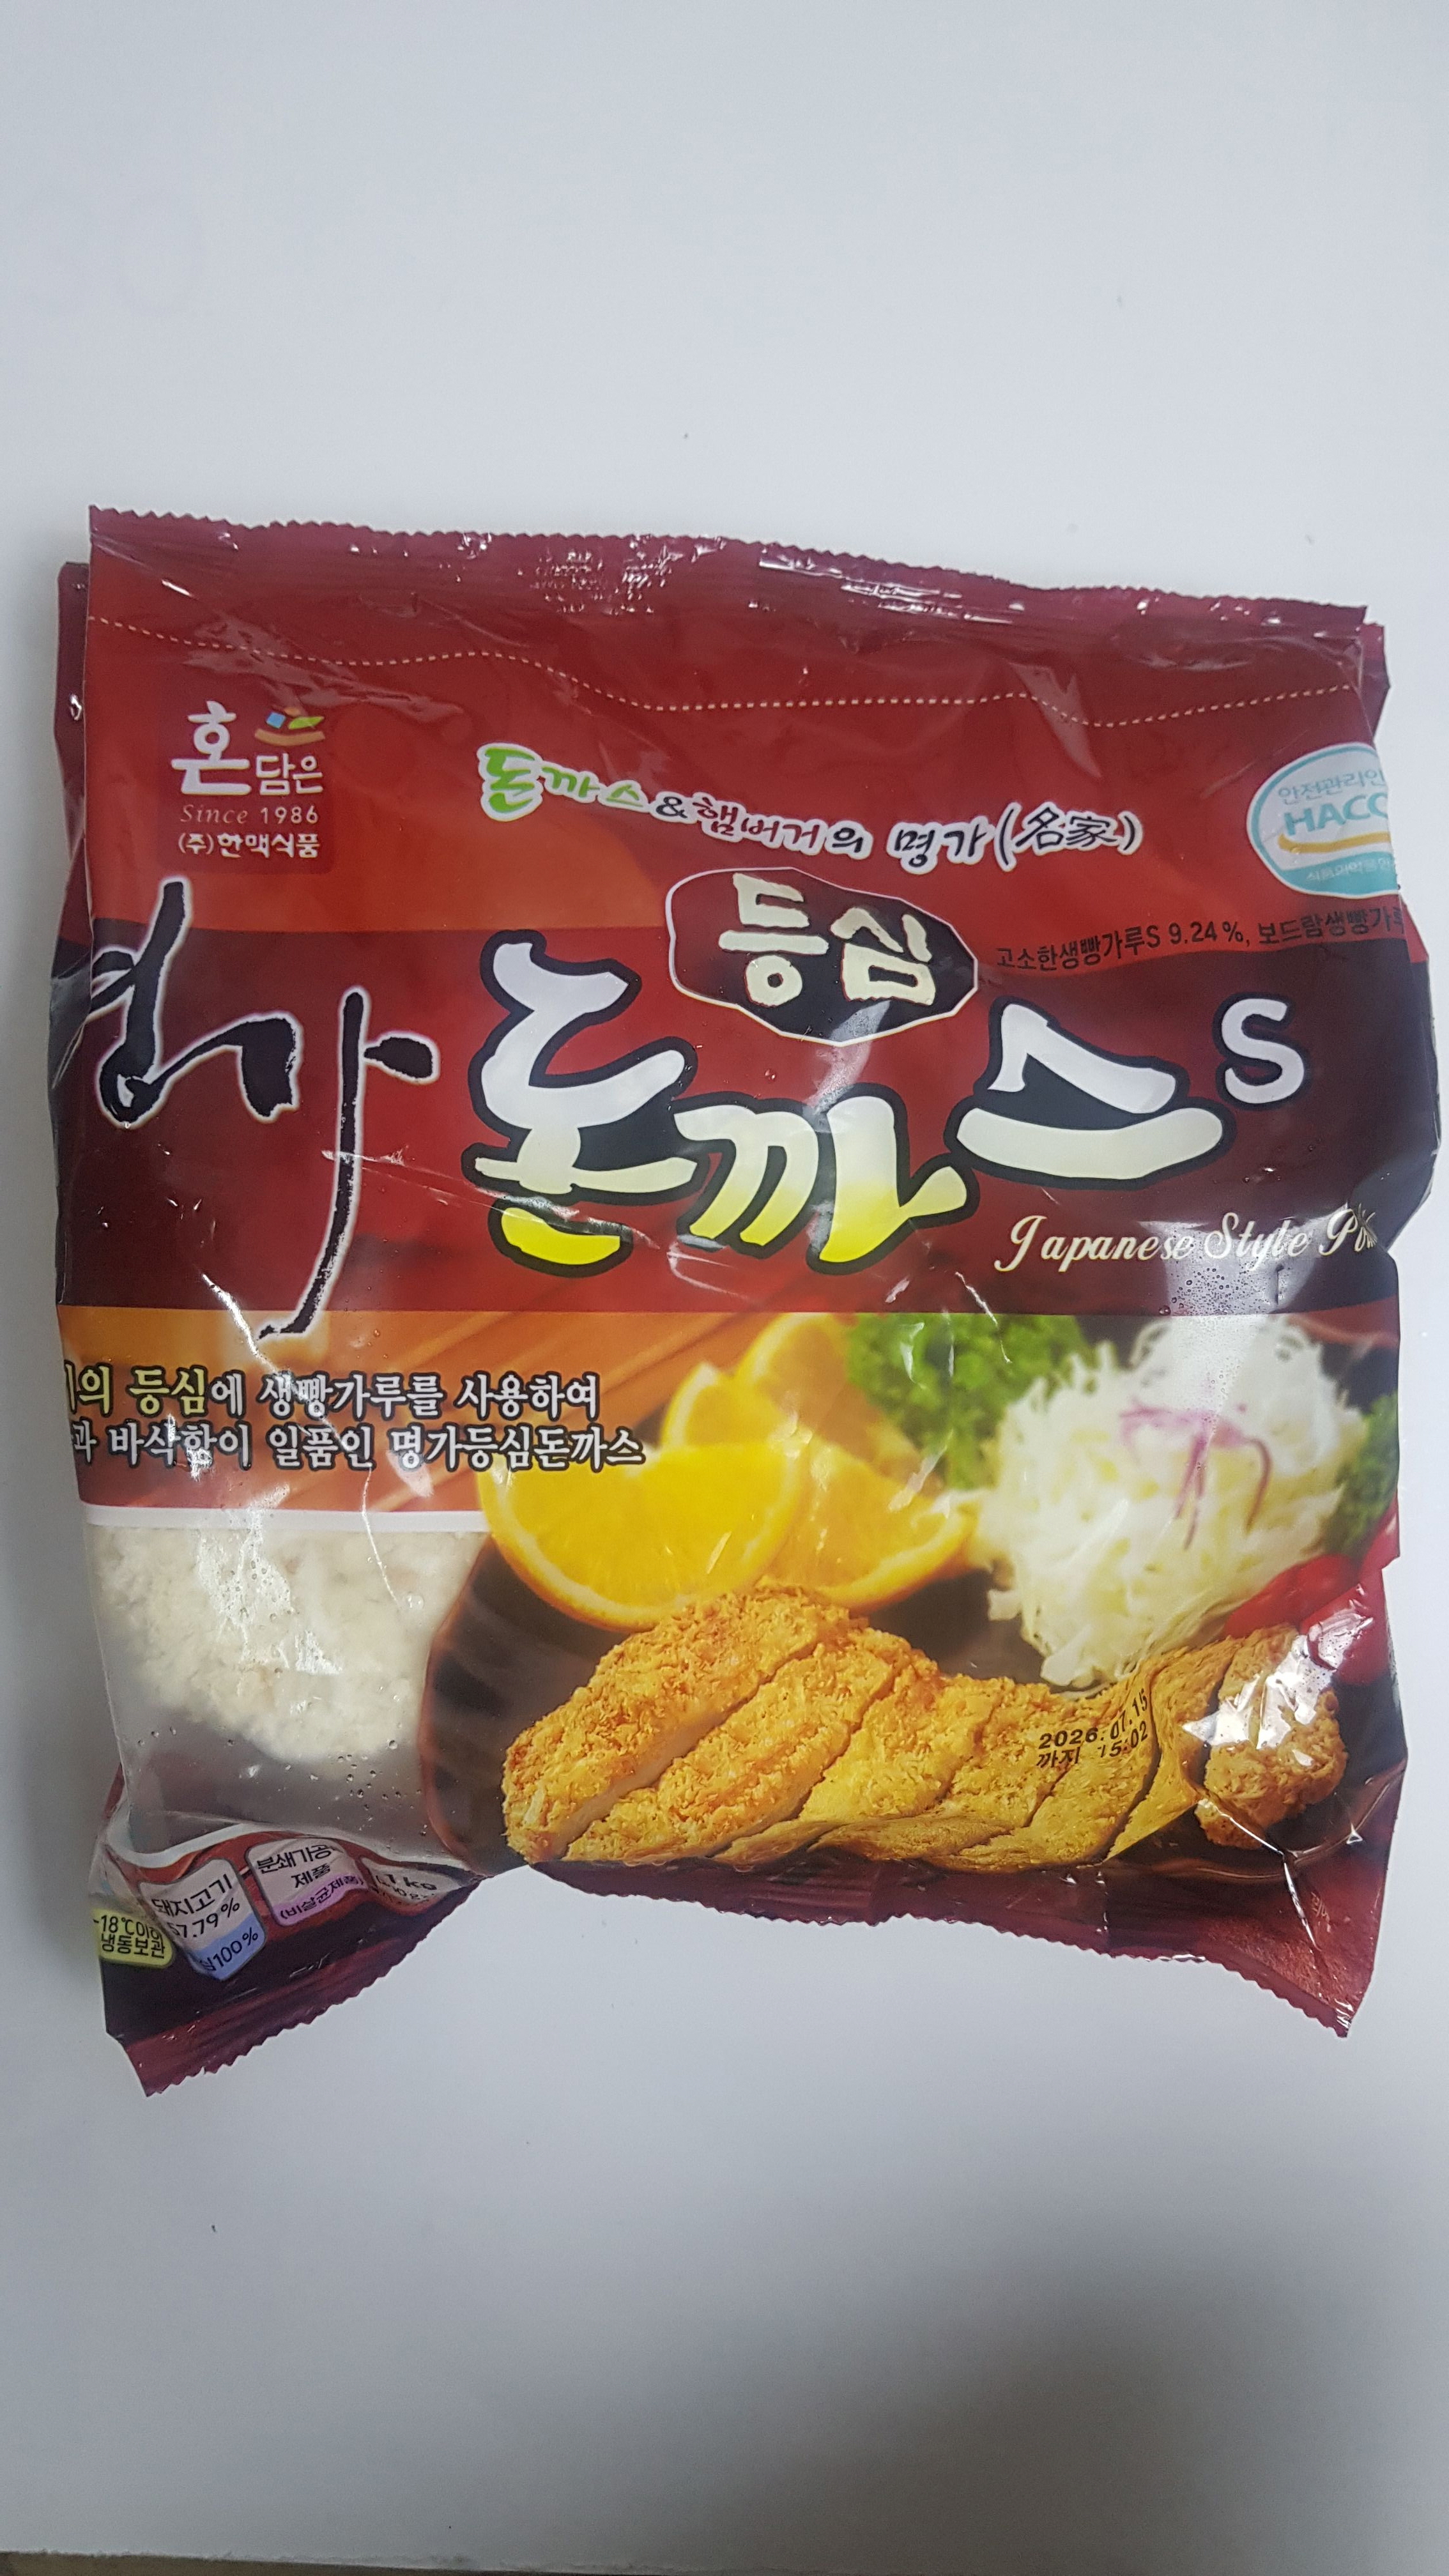 혼담은
Since 1986
(주)한맥식품
돈까스&햄버거의 명가(名家)
안전관리인
HACC
고소한생빵가루S 9.24%, 보드람생빵가루
명가
등심
돈까스 S
Japanese Style
의 등심에 생빵가루를 사용하여
과 바삭함이 일품인 명가등심돈까스
2026.07.15
까지 15:02
-18℃이하
냉동보관
돼지고기
57.79%
100%
분쇄가공
제품
(비살균제품)
kg